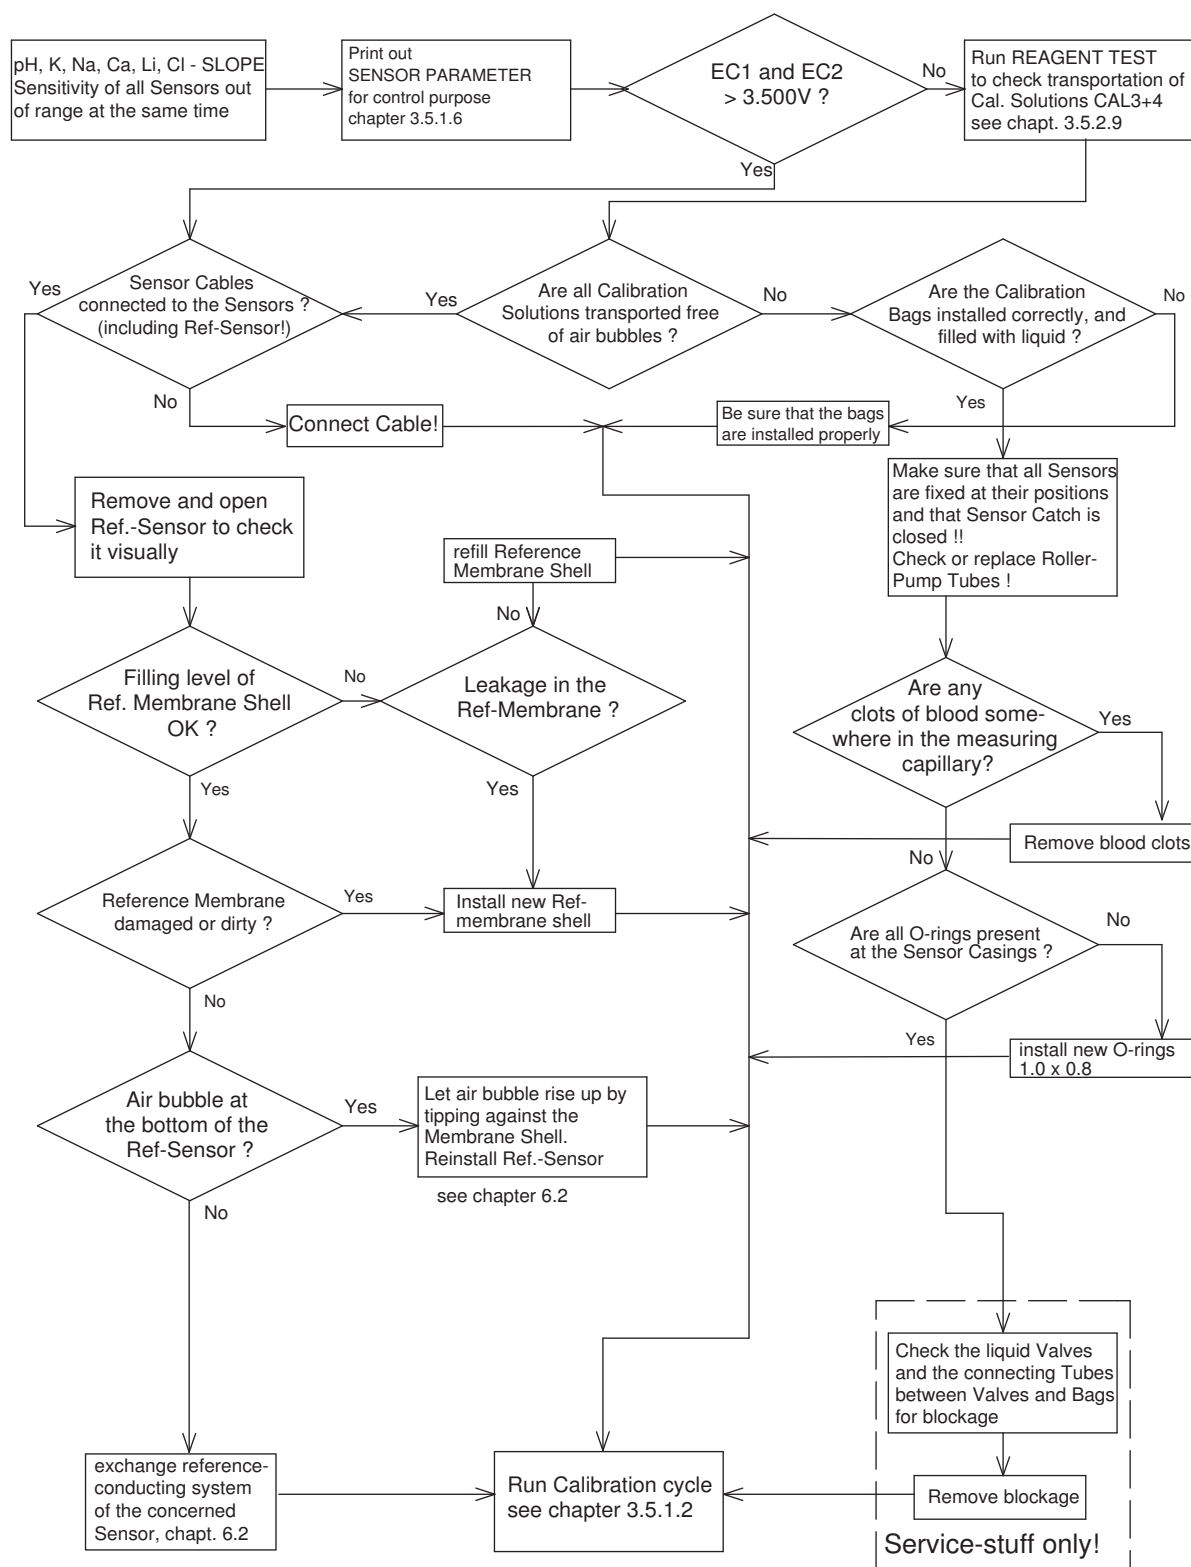 pH, K, Na, Ca, Li, Cl - SLOPE
Sensitivity of all Sensors out
of range at the same time
Print out
SENSOR PARAMETER
for control purpose
chapter 3.5.1.6
EC1 and EC2
> 3.500V ?
No
Run REAGENT TEST
to check transportation of
Cal. Solutions CAL3+4
see chapt. 3.5.2.9
Yes
Yes
Sensor Cables
connected to the Sensors ?
(including Ref-Sensor!)
Yes
Are all Calibration
Solutions transported free
of air bubbles ?
No
Are the Calibration
Bags installed correctly, and
filled with liquid ?
No
No
Connect Cable!
Be sure that the bags
are installed properly
Yes
Remove and open
Ref.-Sensor to check
it visually
refill Reference
Membrane Shell
Make sure that all Sensors
are fixed at their positions
and that Sensor Catch is
closed !!
Check or replace Roller-
Pump Tubes !
No
Filling level of
Ref. Membrane Shell
OK ?
No
Leakage in the
Ref-Membrane ?
Are any
clots of blood some-
where in the measuring
capillary?
Yes
Yes
Yes
Remove blood clots
No
Reference Membrane
damaged or dirty ?
Yes
Install new Ref-
membrane shell
Are all O-rings present
at the Sensor Casings ?
No
No
Yes
install new O-rings
1.0 x 0.8
Air bubble at
the bottom of the
Ref-Sensor ?
Yes
Let air bubble rise up by
tipping against the
Membrane Shell.
Reinstall Ref.-Sensor
see chapter 6.2
No
Check the liquid Valves
and the connecting Tubes
between Valves and Bags
for blockage
exchange reference-
conducting system
of the concerned
Sensor, chapt. 6.2
Run Calibration cycle
see chapter 3.5.1.2
Remove blockage
Service-stuff only!